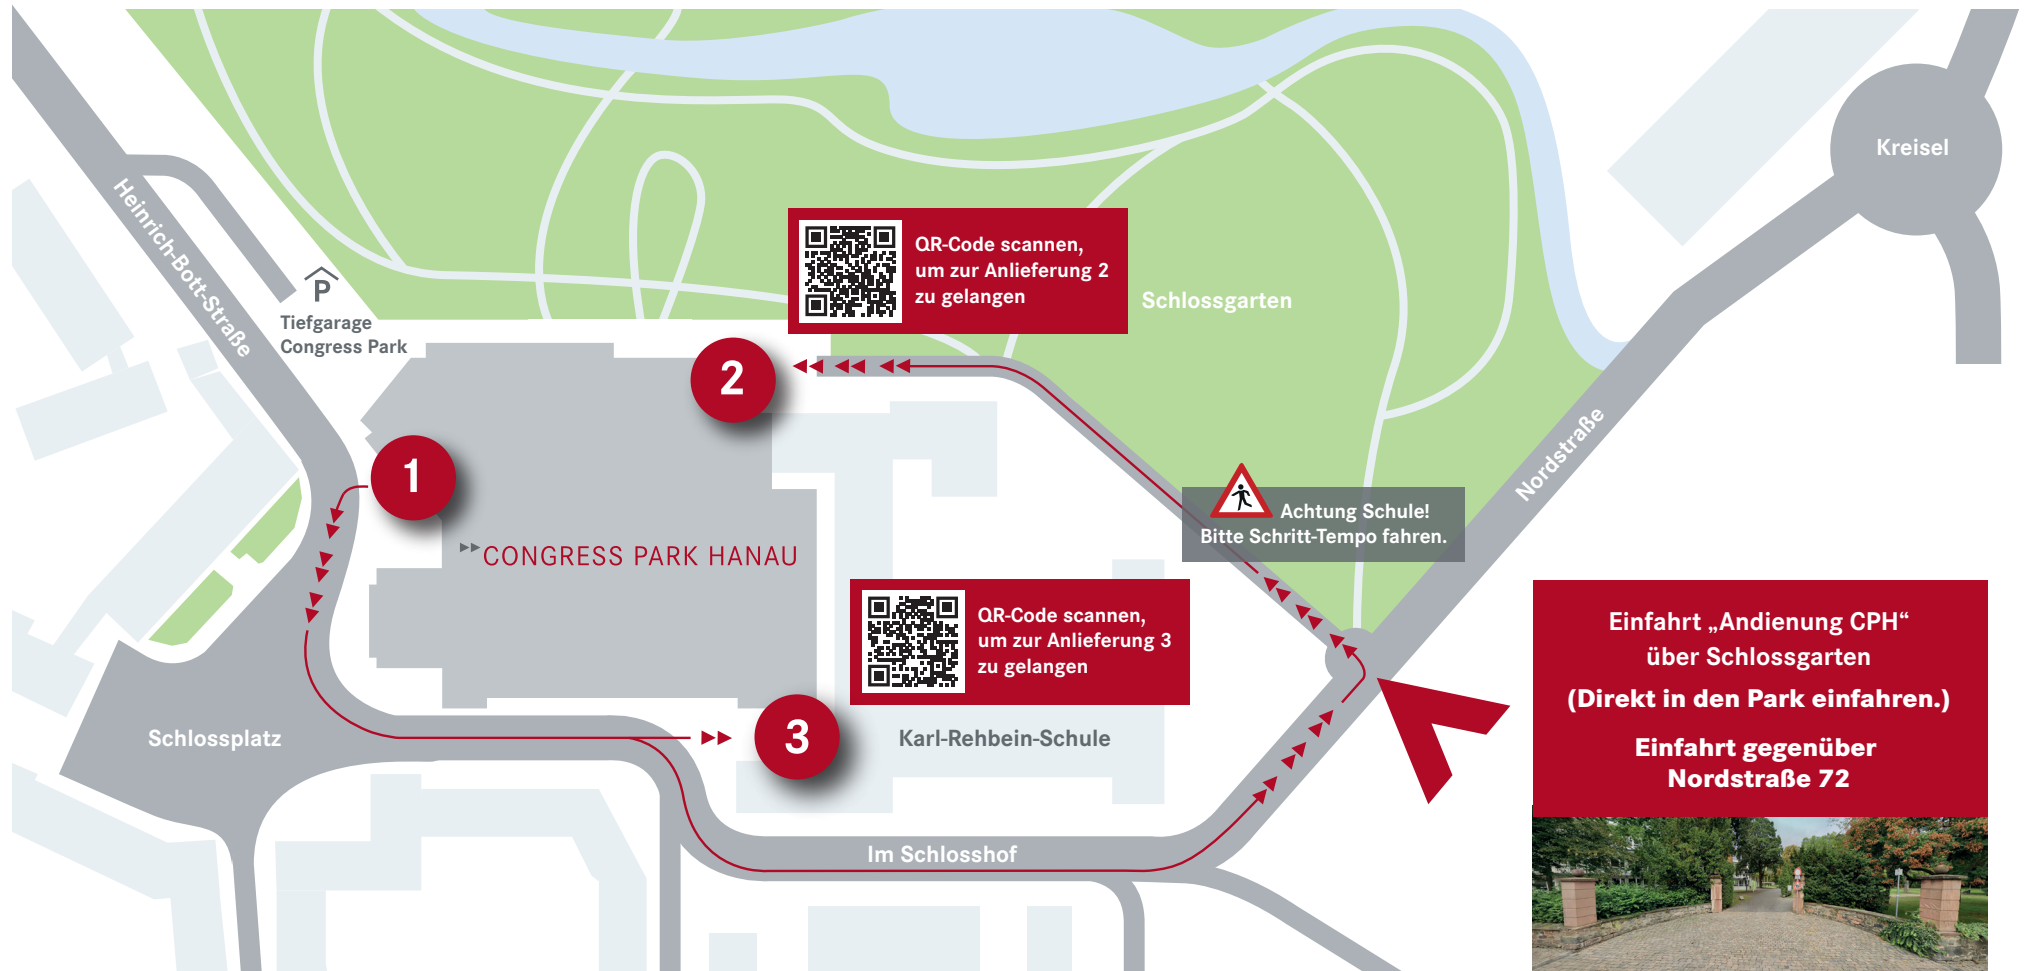 Kreisel
Heinrich-Bott-Straße
QR-Code scannen,
um zur Anlieferung 2
zu gelangen
P
Tiefgarage
Congress Park
Schlossgarten
2
1
Nordstraße
Achtung Schule!
Bitte Schritt-Tempo fahren.
CONGRESS PARK HANAU
QR-Code scannen,
um zur Anlieferung 3
zu gelangen
Einfahrt „Andienung CPH“
über Schlossgarten
(Direkt in den Park einfahren.)
Einfahrt gegenüber
Nordstraße 72
Schlossplatz
3
Karl-Rehbein-Schule
Im Schlosshof